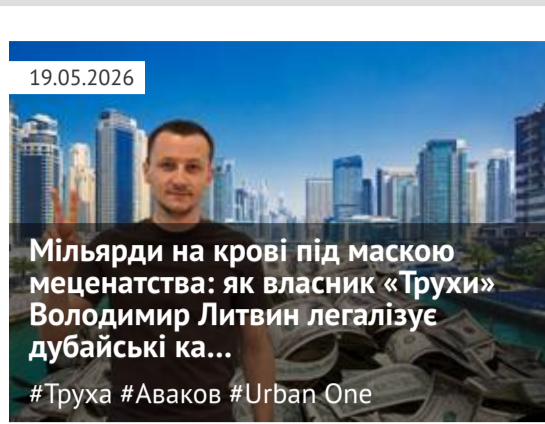 19.05.2026
Мільярди на крові під маскою
меценатства: як власник «Трухи»
Володимир Литвин легалізує
дубайські ка...
#Труха #Аваков #Urban One